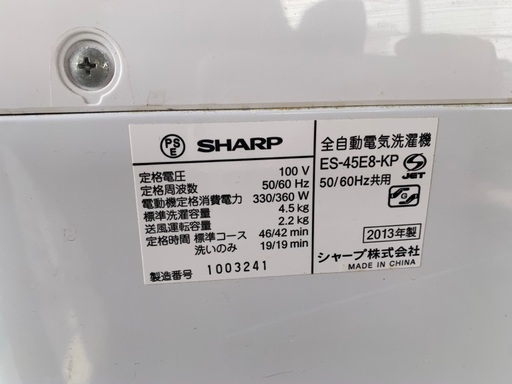 PS
E
SHARP
定格電圧 100 V
定格周波数 50/60 Hz
電動機定格消費電力 330/360 W
標準洗濯容量 4.5 kg
送風運転容量 2.2 kg
定格時間 標準コース 46/42 min
洗いのみ 19/19 min
製造番号 1003241
全自動電気洗濯機
ES-45E8-KP
JET
50/60Hz共用
2013年製
シャープ株式会社
MADE IN CHINA